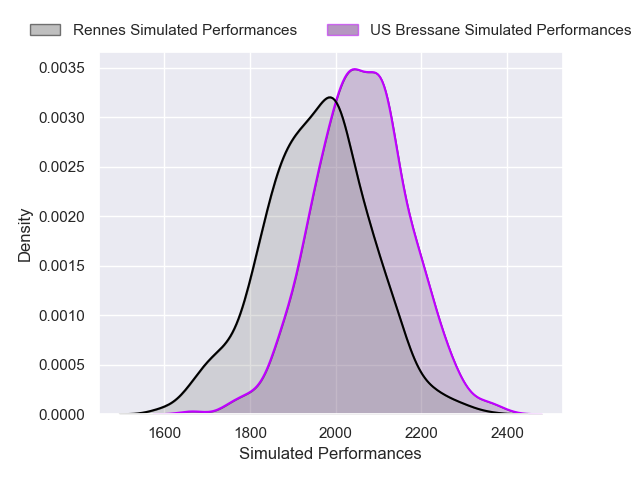 Rennes Simulated Performances
US Bressane Simulated Performances
0.0035
0.0030
0.0025
0.0020
0.0015
0.0010
0.0005
0.0000
Density
1600 1800 2000 2200 2400
Simulated Performances